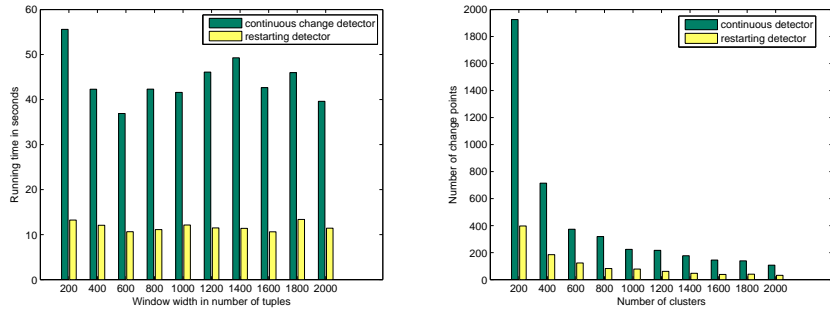 60
50
40
30
20
10
0
Running time in seconds
continuous change detector
restarting detector
200 400 600 800 1000 1200 1400 1600 1800 2000
Window width in number of tuples
2000
1800
1600
1400
1200
1000
800
600
400
200
0
Number of change points
continuous detector
restarting detector
200 400 600 800 1000 1200 1400 1600 1800 2000
Number of clusters